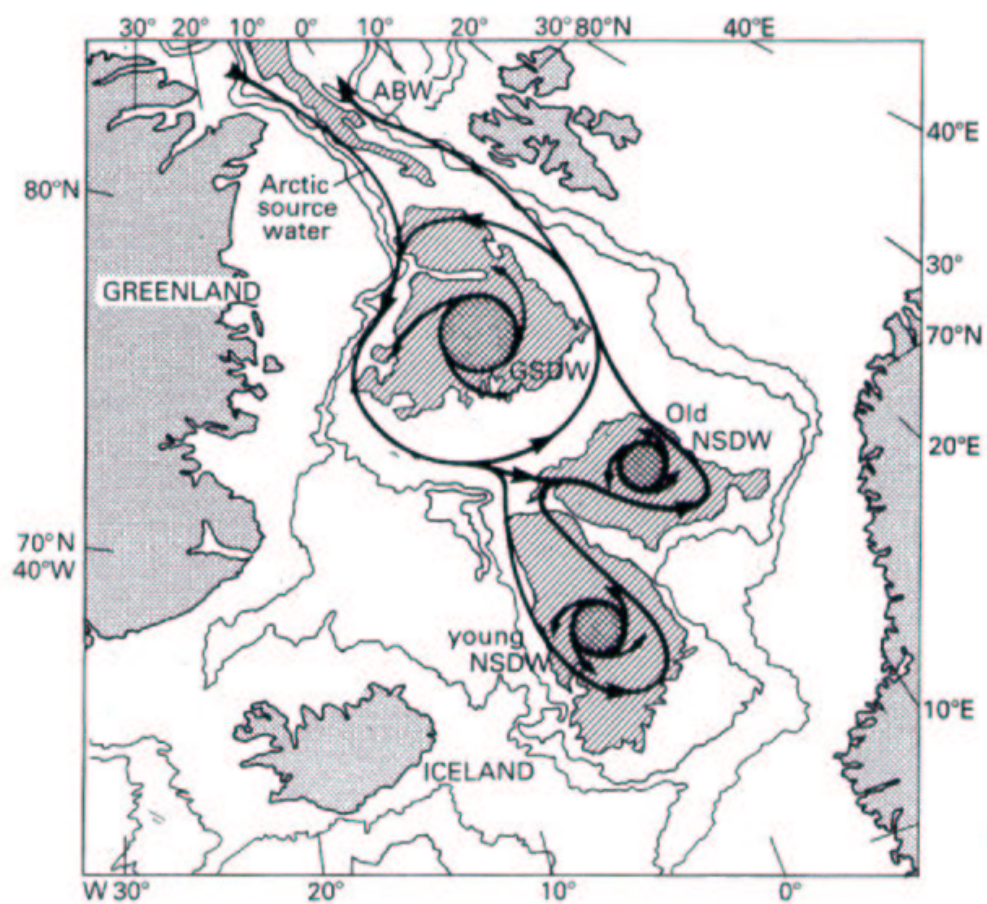 30° 20° 10° 0° 10° 20° 30° 80°N 40°E
ABW
40°E
80°N
Arctic
source
water
30°
GREENLAND
70°N
GSDW
Old
NSDW
20°E
70°N
40°W
young
NSDW
10°E
ICELAND
W 30° 20° 10° 0°